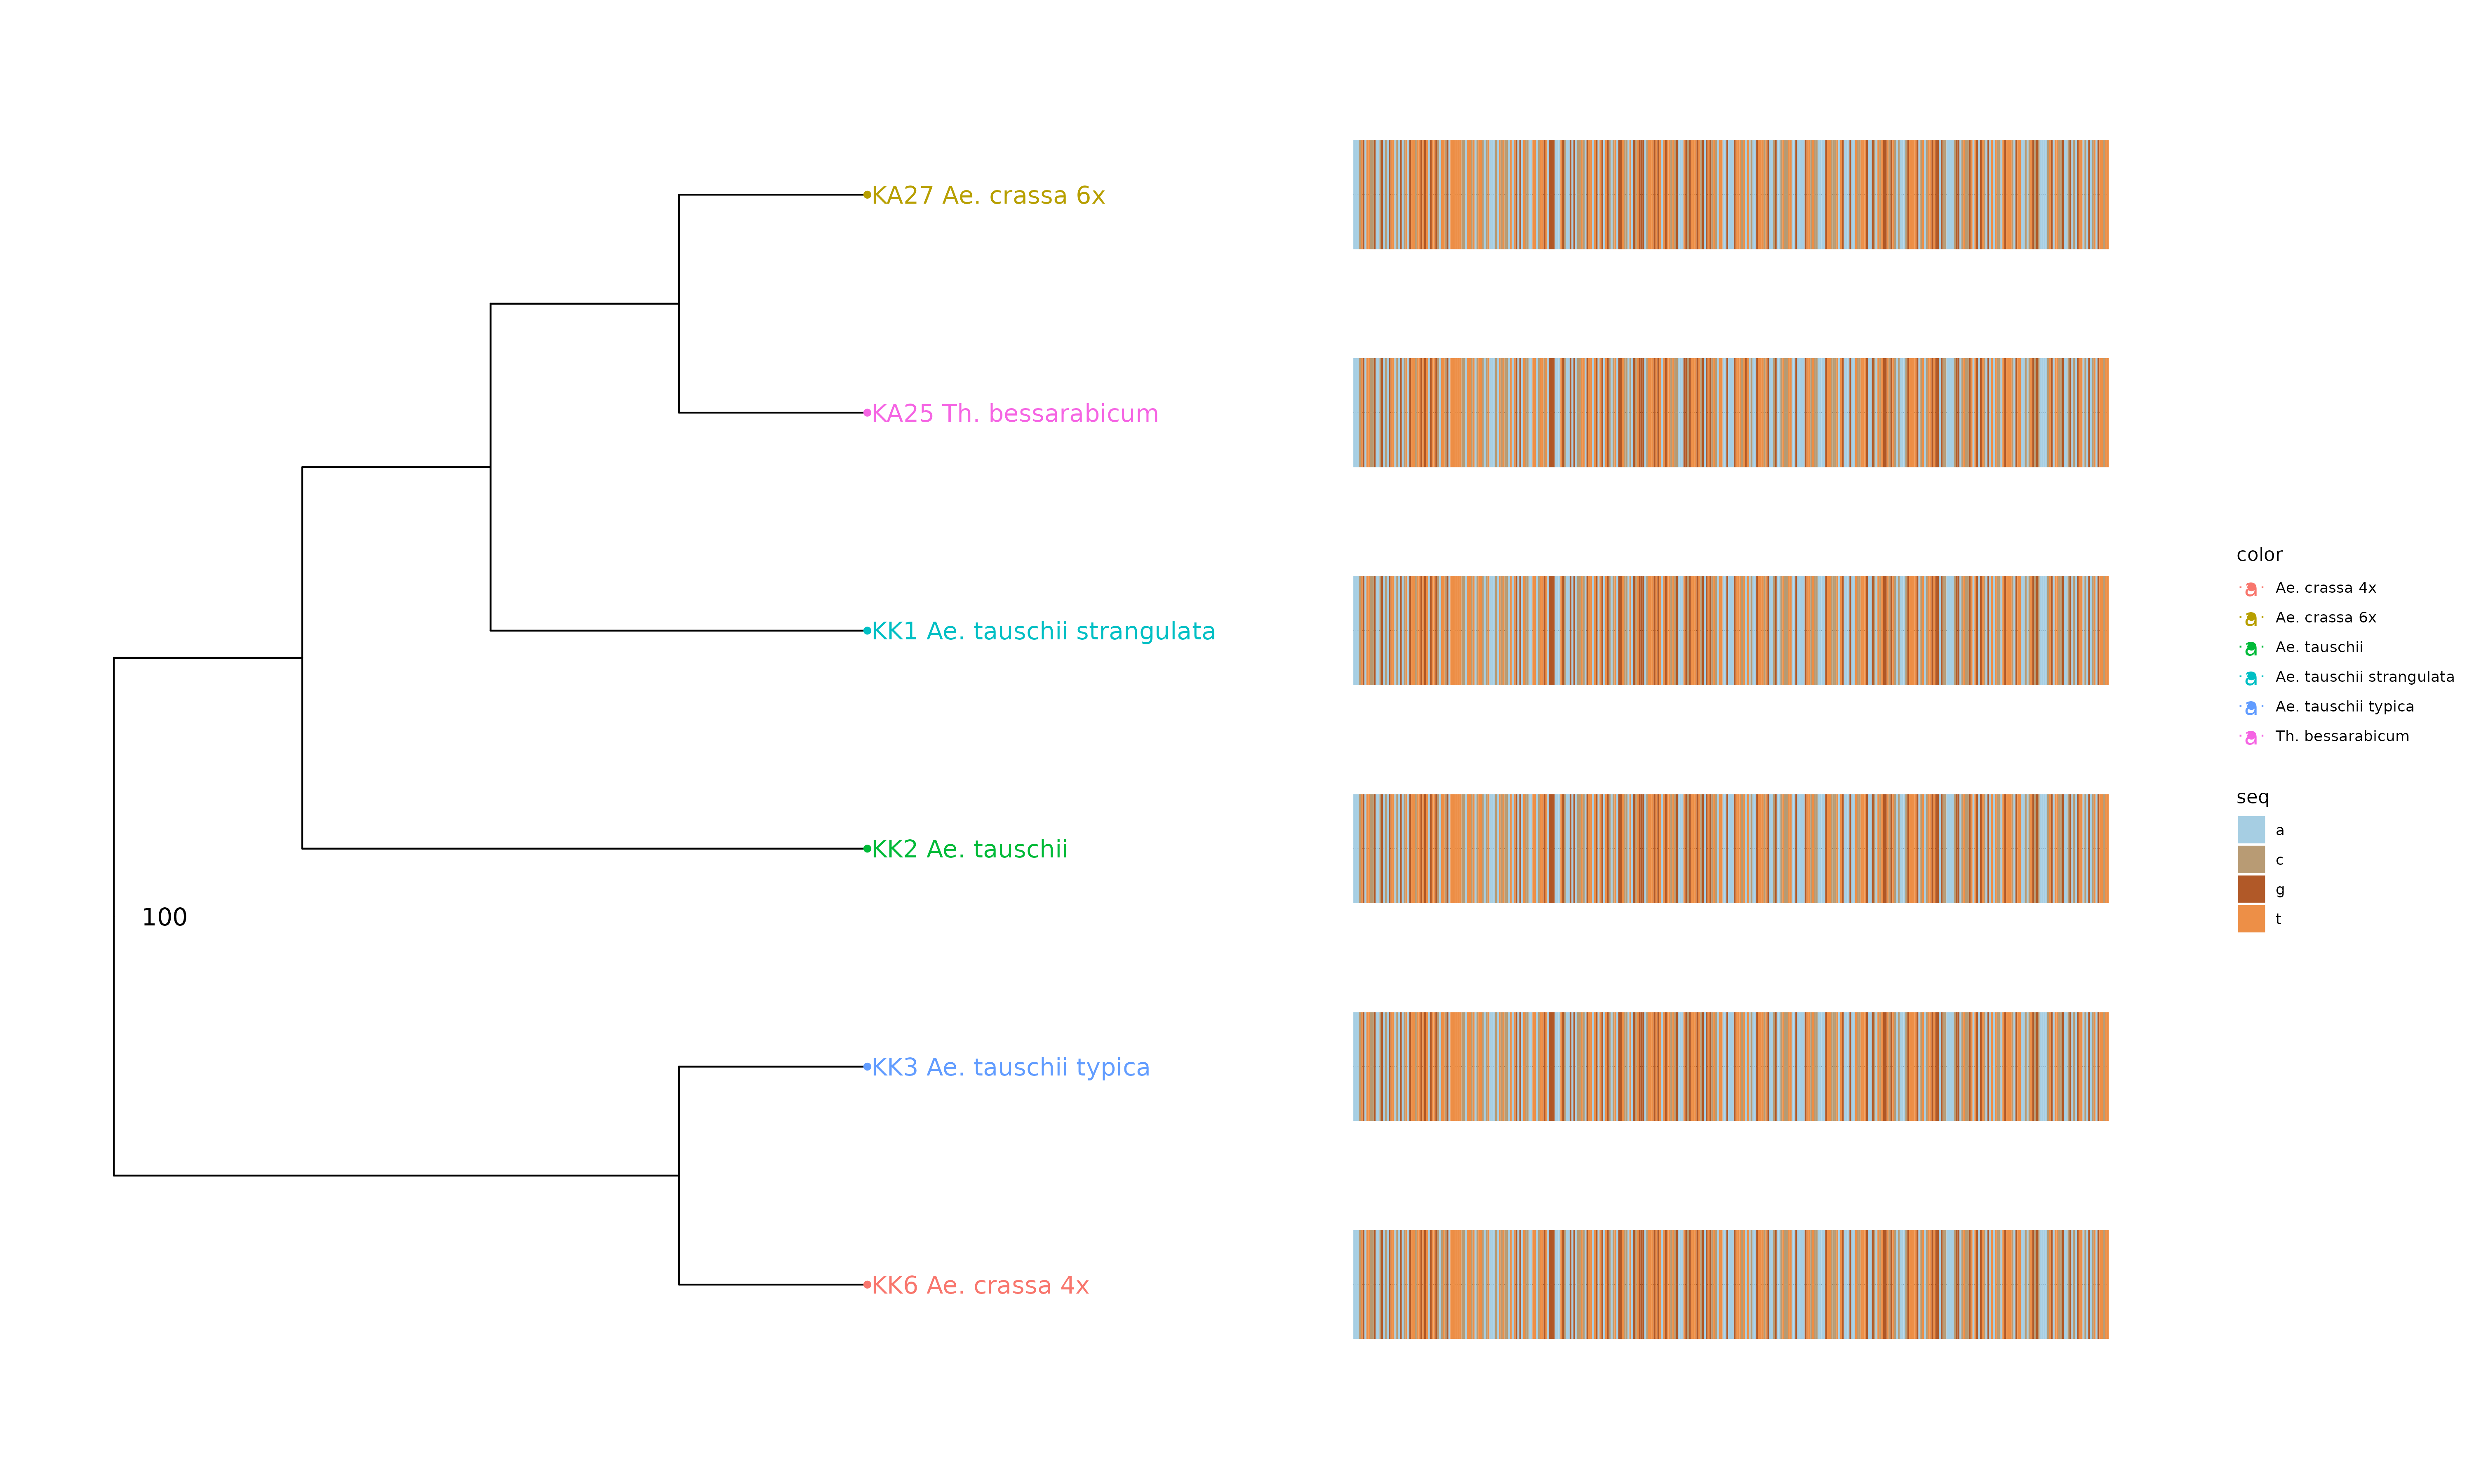 KA27 Ae. crassa 6x
KA25 Th. bessarabicum
KK1 Ae. tauschii strangulata
KK2 Ae. tauschii
100
KK3 Ae. tauschii typica
KK6 Ae. crassa 4x
color
a Ae. crassa 4x
a Ae. crassa 6x
a Ae. tauschii
a Ae. tauschii strangulata
a Ae. tauschii typica
a Th. bessarabicum
seq
a
c
g
t